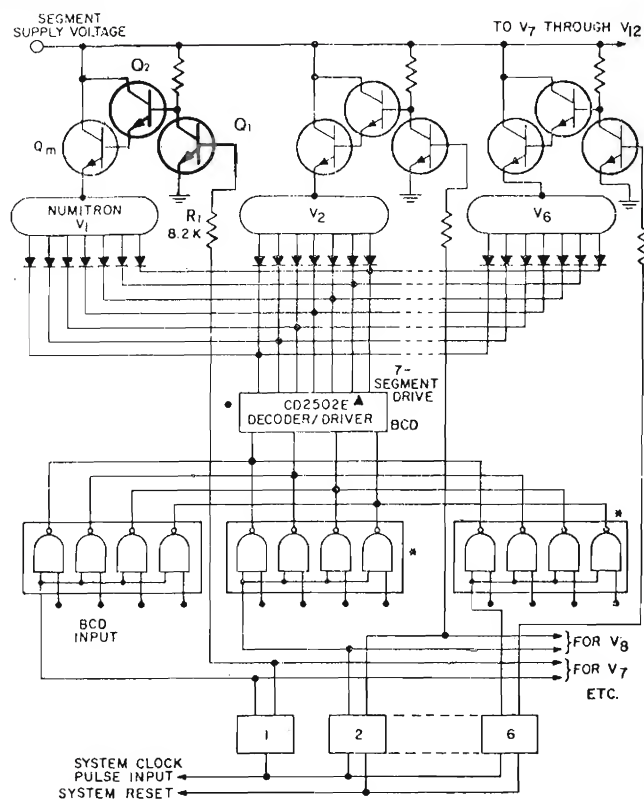 SEGMENT
SUPPLY VOLTAGE
TO V7 THROUGH V12
Q2
Q1
Qm
NUMITRON
V1
R1
8.2K
V2
V6
7-
SEGMENT
DRIVE
CD2502E
DECODER/DRIVER
BCD
*
*
BCD
INPUT
FOR V8
FOR V7
ETC.
1
2
6
SYSTEM CLOCK
PULSE INPUT
SYSTEM RESET